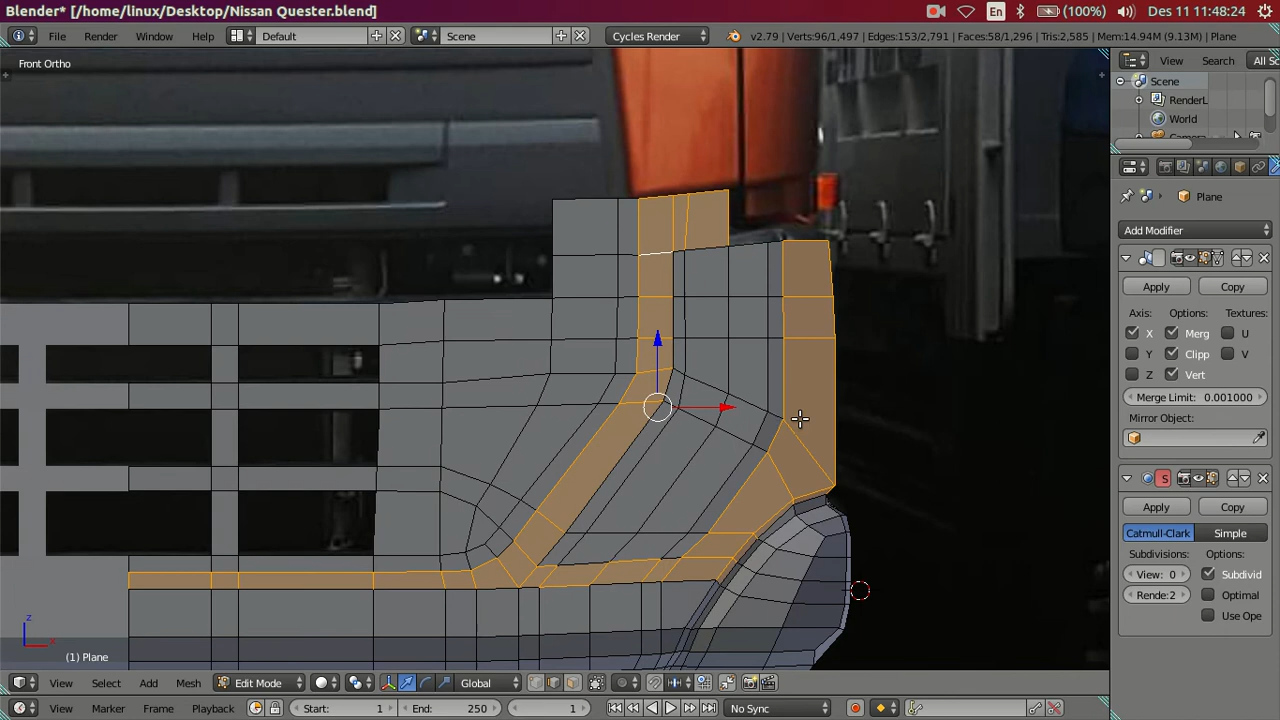 Blender* [/home/linux/Desktop/Nissan Quester.blend]
En (100%) Des 11 11:48:24
File Render Window Help Default Scene Cycles Render v2.79 | Verts:96/1,497 | Edges:153/2,791 | Faces:58/1,296 | Tris:2,585 | Mem:14.94M (9.13M) | Plane
Front Ortho
View Search All Sc
Scene
RenderL
World
Camera
Plane
Add Modifier
Apply Copy
Axis: Options: Textures:
X Merg U
Y Clipp V
Z Vert
Merge Limit: 0.001000
Mirror Object:
S
Apply Copy
Catmull-Clark Simple
Subdivisions: Options:
View: 0 Subdivid
Rende:2 Optimal
Use Ope
z
x
(1) Plane
View Select Add Mesh Edit Mode Global
View Marker Frame Playback Start: 1 End: 250 1 No Sync